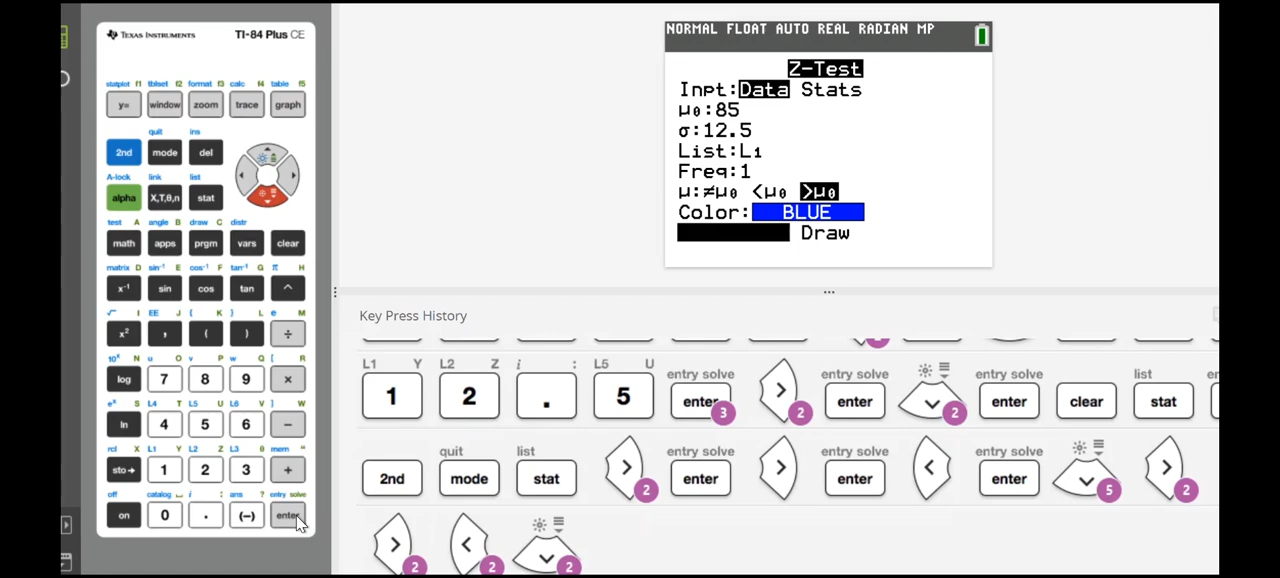 TEXAS INSTRUMENTS TI-84 Plus CE
statplot f1 tblset f2 format f3 calc f4 table f5
y= window zoom trace graph
quit ins
2nd mode del
A-lock link list
alpha X,T,θ,n stat
test A angle B draw C distr
math apps prgm vars clear
matrix D sin⁻¹ E cos⁻¹ F tan⁻¹ G π H
x⁻¹ sin cos tan ^
√ I EE J { K } L e M
x² , ( ) ÷
10ˣ N u O v P w Q [ R
log 7 8 9 ×
eˣ S L4 T L5 U L6 V ] W
ln 4 5 6 −
rcl X L1 Y L2 Z L3 θ mem "
sto→ 1 2 3 +
off catalog ␣ i : ans ? entry solve
on 0 . (−) enter
NORMAL FLOAT AUTO REAL RADIAN MP
Z-Test
Inpt:Data Stats
μ₀:85
σ:12.5
List:L₁
Freq:1
μ:≠μ₀ <μ₀ >μ₀
Color: BLUE
Draw
Key Press History
L1 Y L2 Z i : L5 U entry solve entry solve entry solve list
1 2 . 5 enter 3 2 enter 2 enter clear stat
quit list entry solve entry solve entry solve
2nd mode stat 2 enter enter enter 5 2
2 2 2